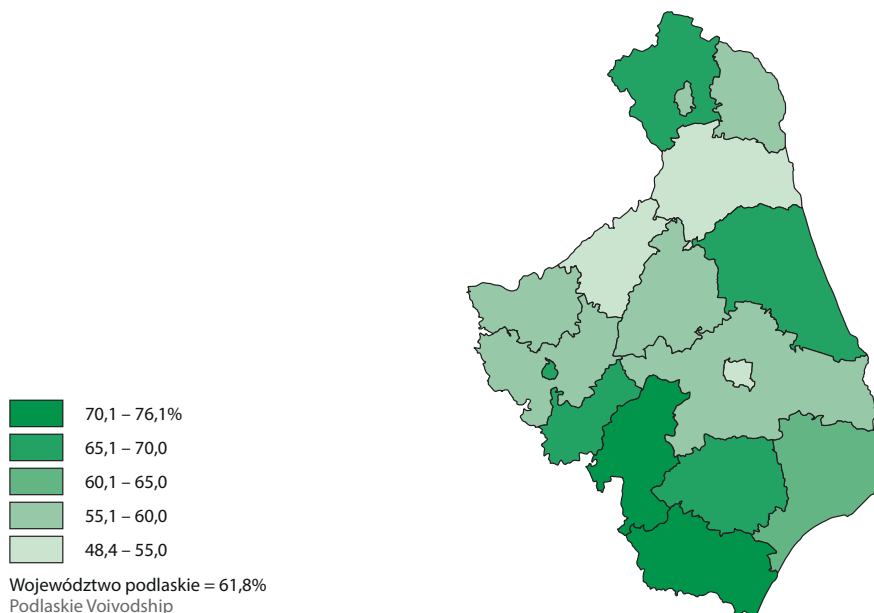 70,1 – 76,1%
65,1 – 70,0
60,1 – 65,0
55,1 – 60,0
48,4 – 55,0
Województwo podlaskie = 61,8%
Podlaskie Voivodship